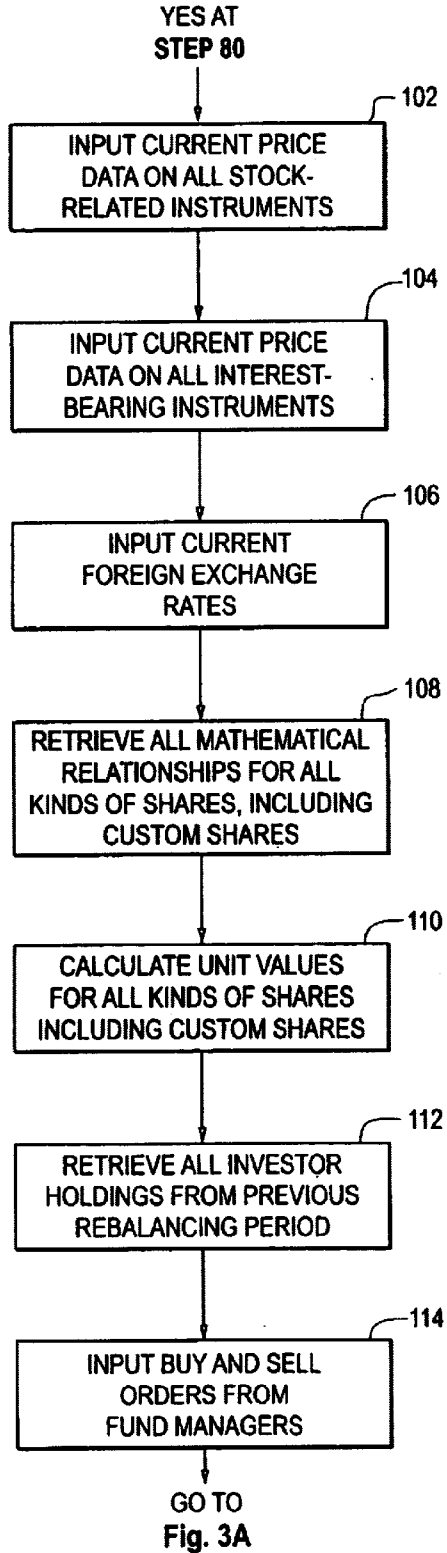 YES AT
STEP 80
102
INPUT CURRENT PRICE
DATA ON ALL STOCK-
RELATED INSTRUMENTS
104
INPUT CURRENT PRICE
DATA ON ALL INTEREST-
BEARING INSTRUMENTS
106
INPUT CURRENT
FOREIGN EXCHANGE
RATES
108
RETRIEVE ALL MATHEMATICAL
RELATIONSHIPS FOR ALL
KINDS OF SHARES, INCLUDING
CUSTOM SHARES
110
CALCULATE UNIT VALUES
FOR ALL KINDS OF SHARES
INCLUDING CUSTOM SHARES
112
RETRIEVE ALL INVESTOR
HOLDINGS FROM PREVIOUS
REBALANCING PERIOD
114
INPUT BUY AND SELL
ORDERS FROM
FUND MANAGERS
GO TO
Fig. 3A